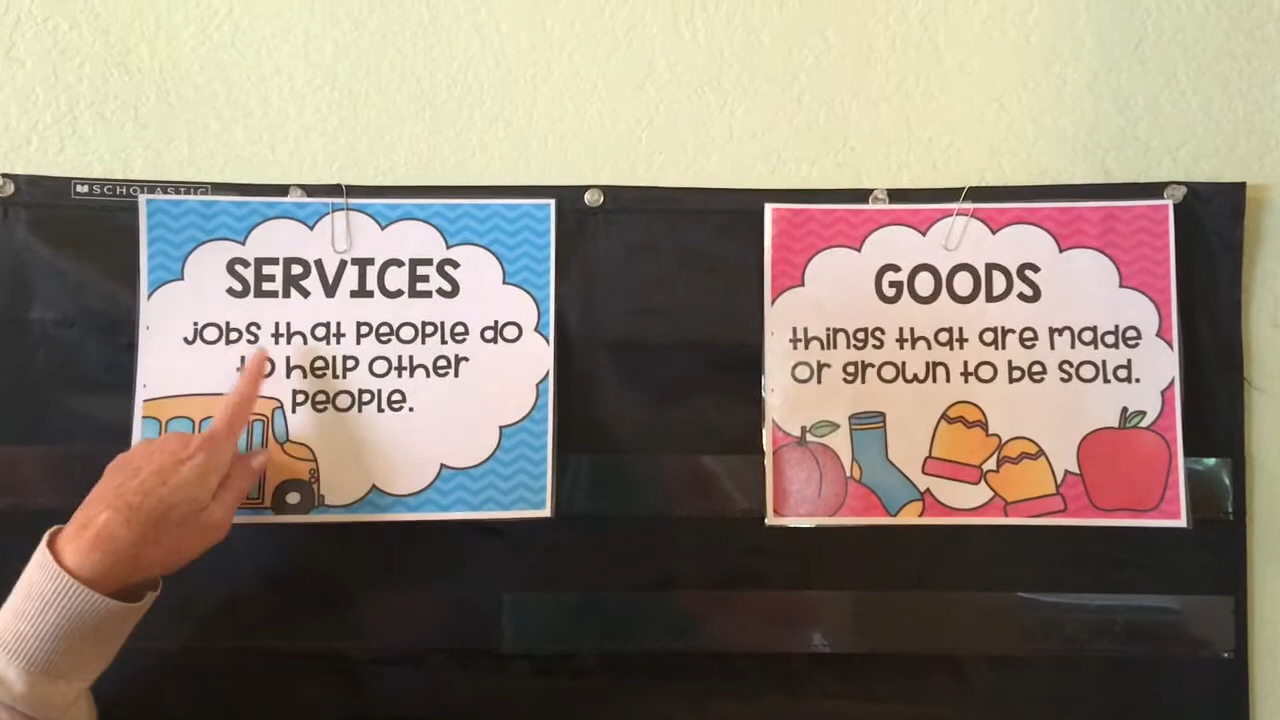 SCHOLASTIC
SERVICES
jobs that people do
to help other
people.
GOODS
things that are made
or grown to be sold.